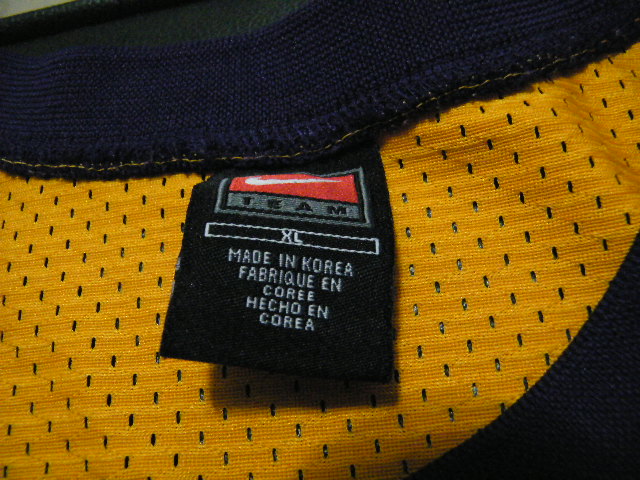 TEAM
XL
MADE IN KOREA
FABRIQUE EN
COREE
HECHO EN
COREA